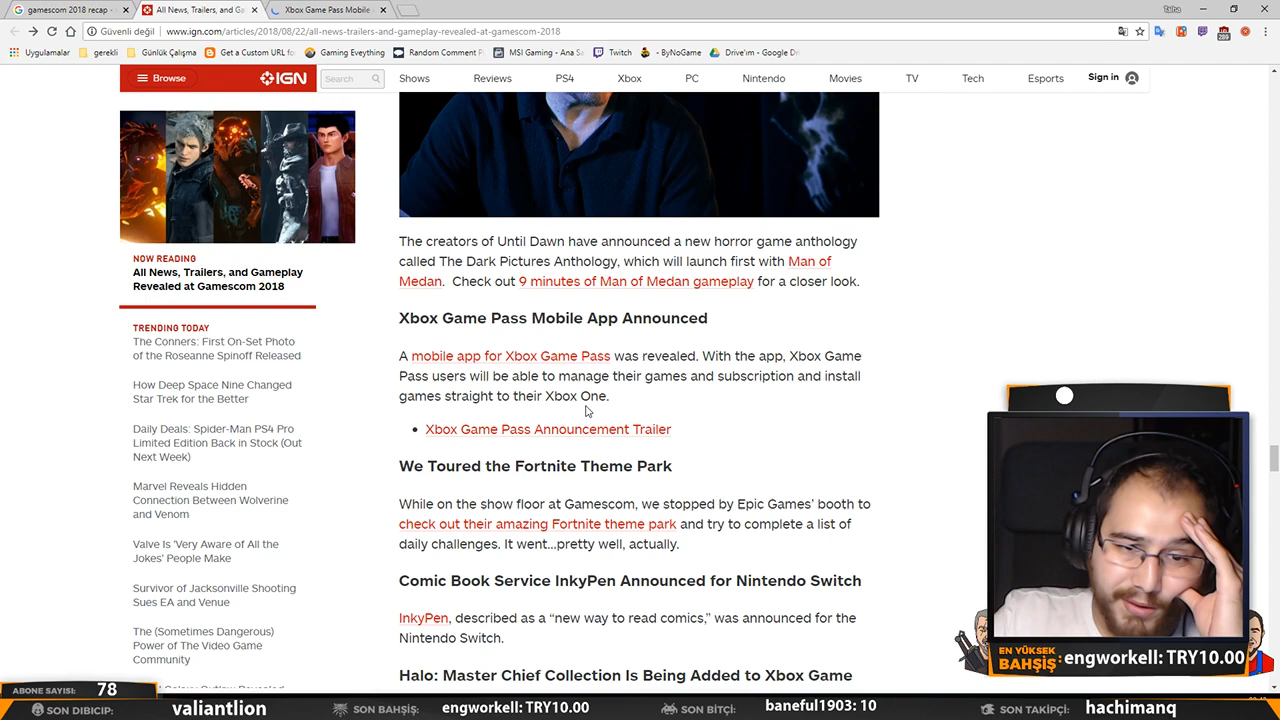 gamescom 2018 recap -
All News, Trailers, and Ga
Xbox Game Pass Mobile
Güvenli değil
www.ign.com/articles/2018/08/22/all-news-trailers-and-gameplay-revealed-at-gamescom-2018
Uygulamalar
gerekli
Günlük Çalışma
Get a Custom URL fo
Gaming Eveything
Random Comment P
MSI Gaming - Ana Sa
Twitch
- ByNoGame
Drive'ım - Google Dr
Browse
IGN
Search
Shows
Reviews
PS4
Xbox
PC
Nintendo
Movies
TV
Tech
Esports
Sign in
NOW READING
All News, Trailers, and Gameplay
Revealed at Gamescom 2018
TRENDING TODAY
The Conners: First On-Set Photo
of the Roseanne Spinoff Released
How Deep Space Nine Changed
Star Trek for the Better
Daily Deals: Spider-Man PS4 Pro
Limited Edition Back in Stock (Out
Next Week)
Marvel Reveals Hidden
Connection Between Wolverine
and Venom
Valve Is 'Very Aware of All the
Jokes' People Make
Survivor of Jacksonville Shooting
Sues EA and Venue
The (Sometimes Dangerous)
Power of The Video Game
Community
The creators of Until Dawn have announced a new horror game anthology
called The Dark Pictures Anthology, which will launch first with Man of
Medan. Check out 9 minutes of Man of Medan gameplay for a closer look.
Xbox Game Pass Mobile App Announced
A mobile app for Xbox Game Pass was revealed. With the app, Xbox Game
Pass users will be able to manage their games and subscription and install
games straight to their Xbox One.
• Xbox Game Pass Announcement Trailer
We Toured the Fortnite Theme Park
While on the show floor at Gamescom, we stopped by Epic Games' booth to
check out their amazing Fortnite theme park and try to complete a list of
daily challenges. It went...pretty well, actually.
Comic Book Service InkyPen Announced for Nintendo Switch
InkyPen, described as a “new way to read comics,” was announced for the
Nintendo Switch.
Halo: Master Chief Collection Is Being Added to Xbox Game
EN YÜKSEK
BAHŞİŞ: engworkell: TRY10.00
ABONE SAYISI: 78
SON DIBICIP: valiantlion
SON BAHŞİŞ: engworkell: TRY10.00
SON BİTÇİ: baneful1903: 10
SON TAKİPÇİ: hachimanq